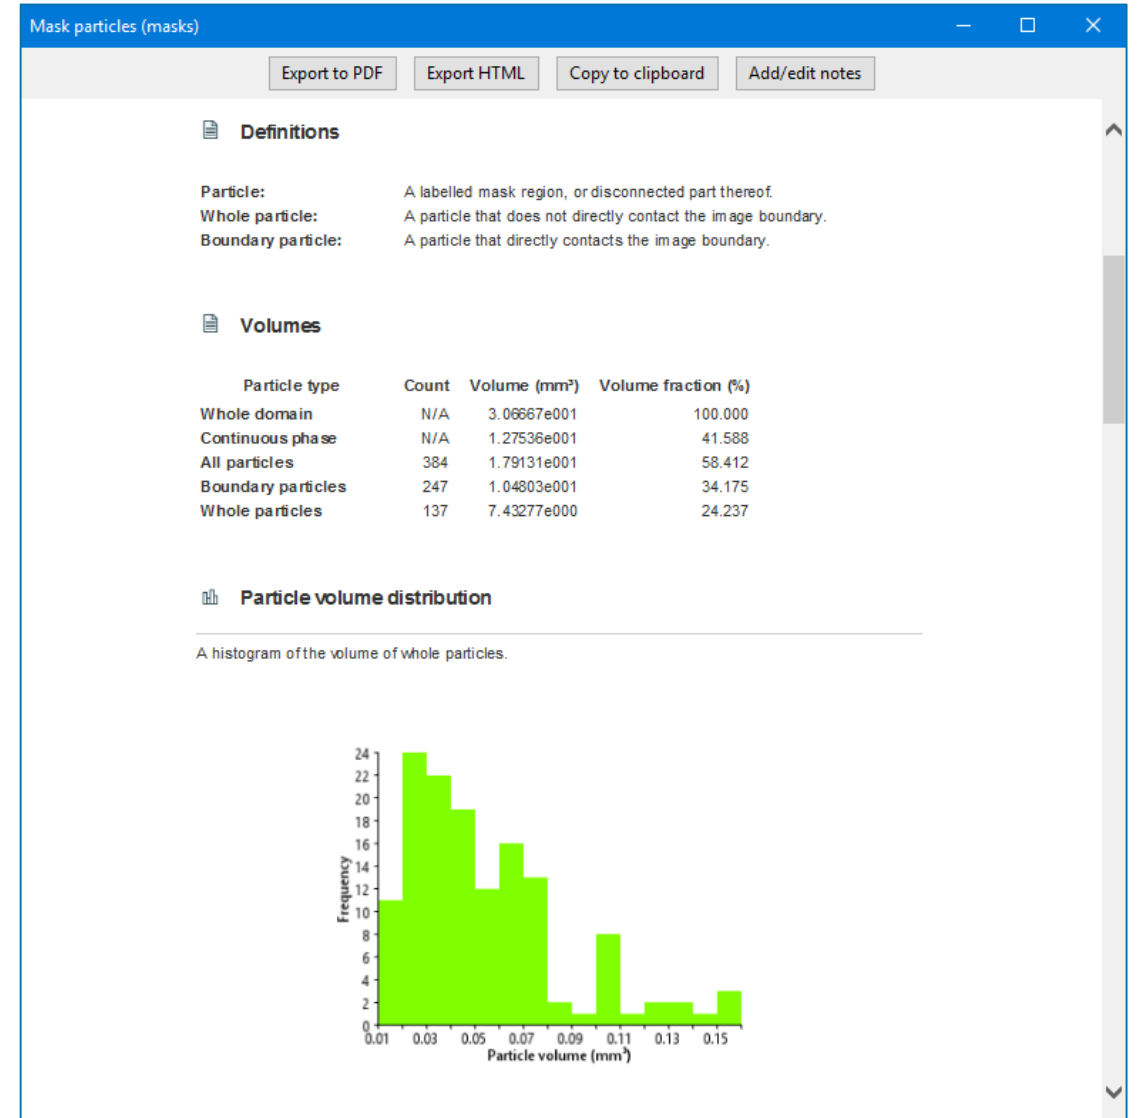 Mask particles (masks)
Export to PDF Export HTML Copy to clipboard Add/edit notes
Definitions
Particle: A labelled mask region, or disconnected part thereof.
Whole particle: A particle that does not directly contact the image boundary.
Boundary particle: A particle that directly contacts the image boundary.
Volumes
Particle type Count Volume (mm³) Volume fraction (%)
Whole domain N/A 3.06667e001 100.000
Continuous phase N/A 1.27536e001 41.588
All particles 384 1.79131e001 58.412
Boundary particles 247 1.04803e001 34.175
Whole particles 137 7.43277e000 24.237
Particle volume distribution
A histogram of the volume of whole particles.
24
22
20
18
16
14
12
10
8
6
4
2
0
Frequency
0.01 0.03 0.05 0.07 0.09 0.11 0.13 0.15
Particle volume (mm³)